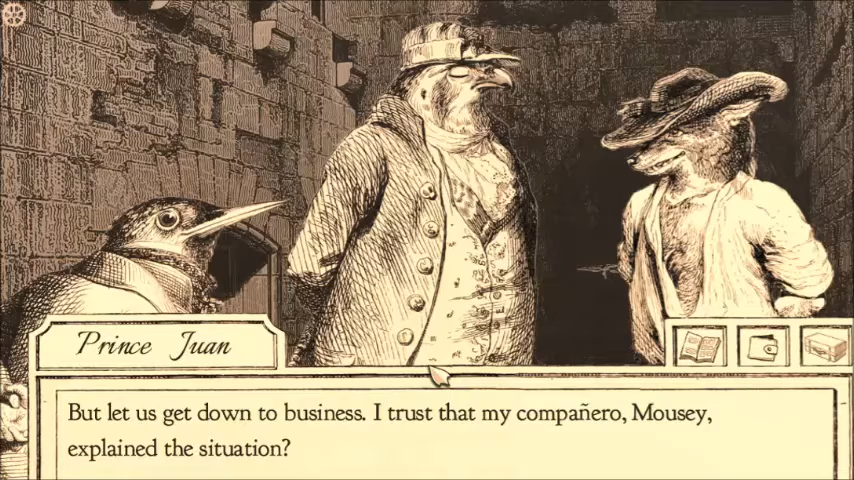 Prince Juan
But let us get down to business. I trust that my compañero, Mousey,
explained the situation?